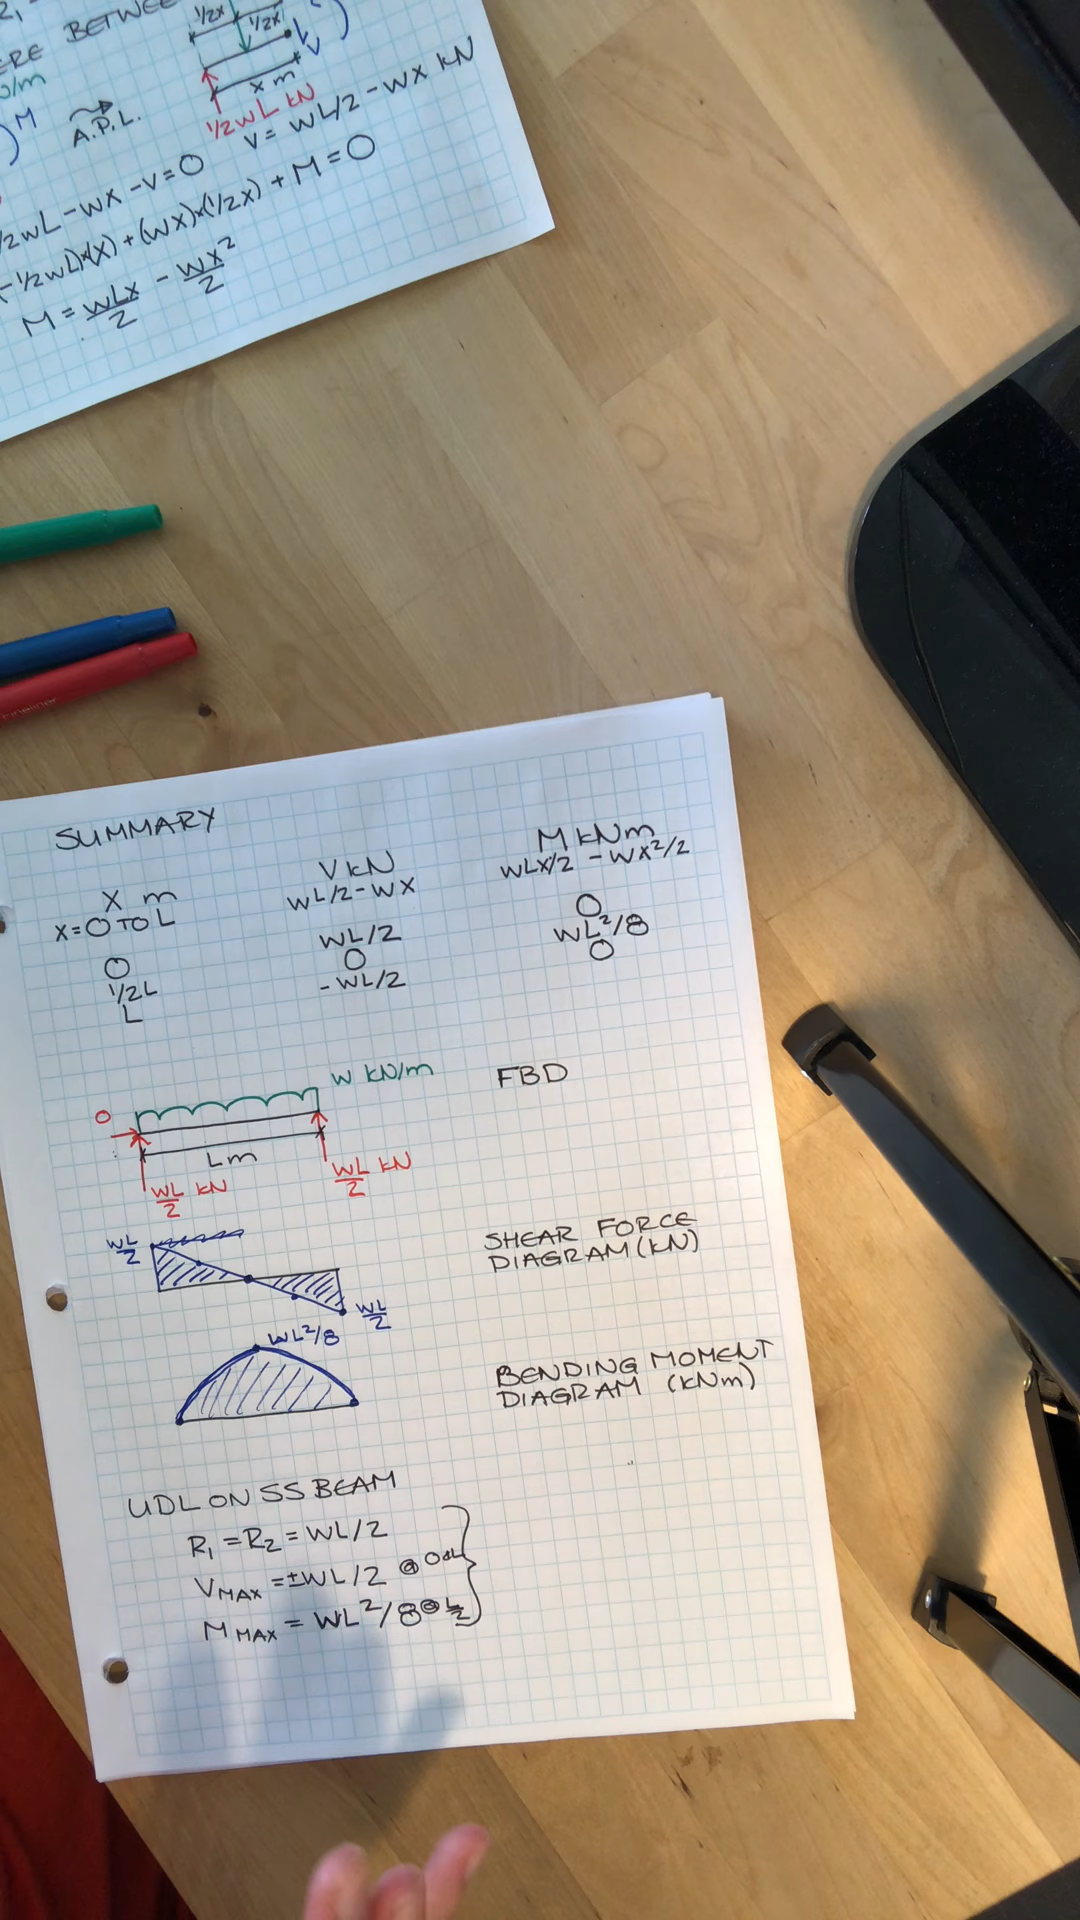 ERE BETWEE
1/2x 1/2x
/m
M
A.P.L.
x m
V
1/2wL kN
V = WL/2 - WX kN
/2wL - WX - V = 0
-1/2wL)x(X) + (WX)x(1/2X) + M = 0
M = WLX/2 - WX²/2
Fineliner
SUMMARY
X m V kN M kNm
X=0 TO L WL/2 - WX WLX/2 - WX²/2
0 WL/2 0
1/2L 0 WL²/8
L - WL/2 0
W kN/m FBD
0
Lm
WL/2 kN WL/2 kN
WL/2
SHEAR FORCE
DIAGRAM (kN)
WL/2
WL²/8
BENDING MOMENT
DIAGRAM (kNm)
UDL ON SS BEAM
R1 = R2 = WL/2
VMAX = ±WL/2 @ 0 &L
MMAX = WL²/8 @ L/2